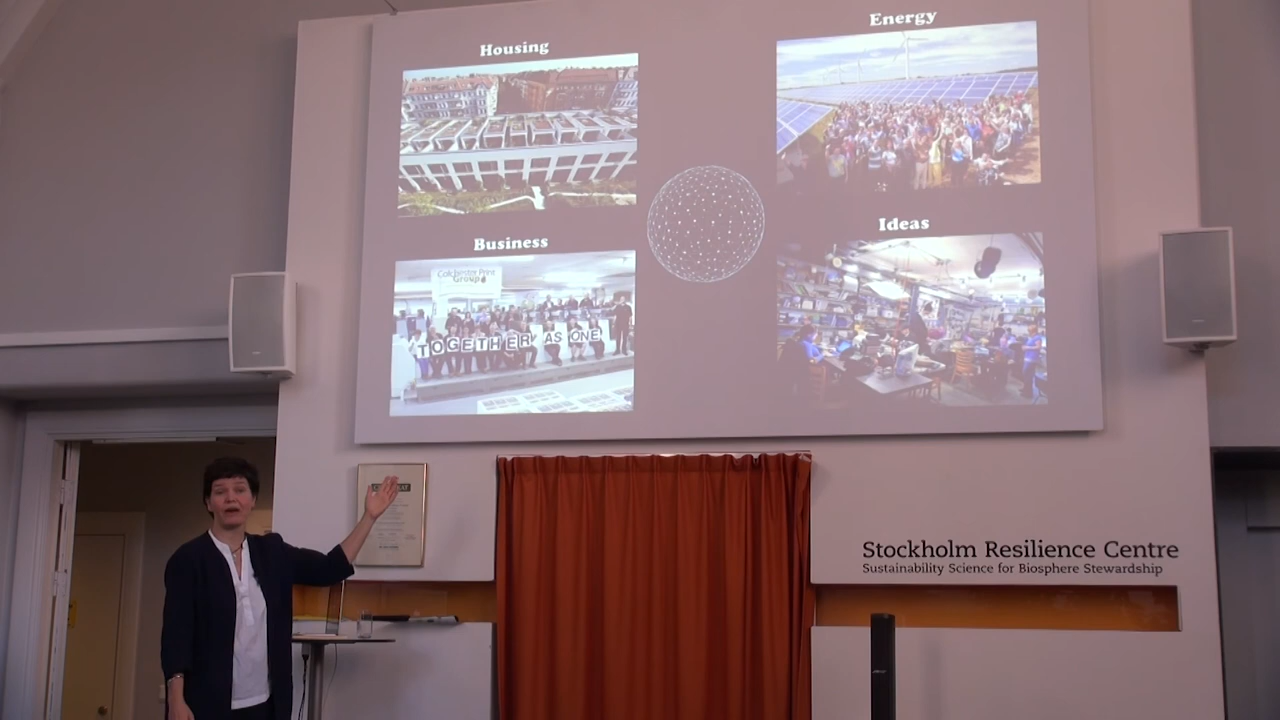 Housing
Energy
Business
Ideas
Colchester Print
Group
TOGETHER AS ONE
Stockholm Resilience Centre
Sustainability Science for Biosphere Stewardship